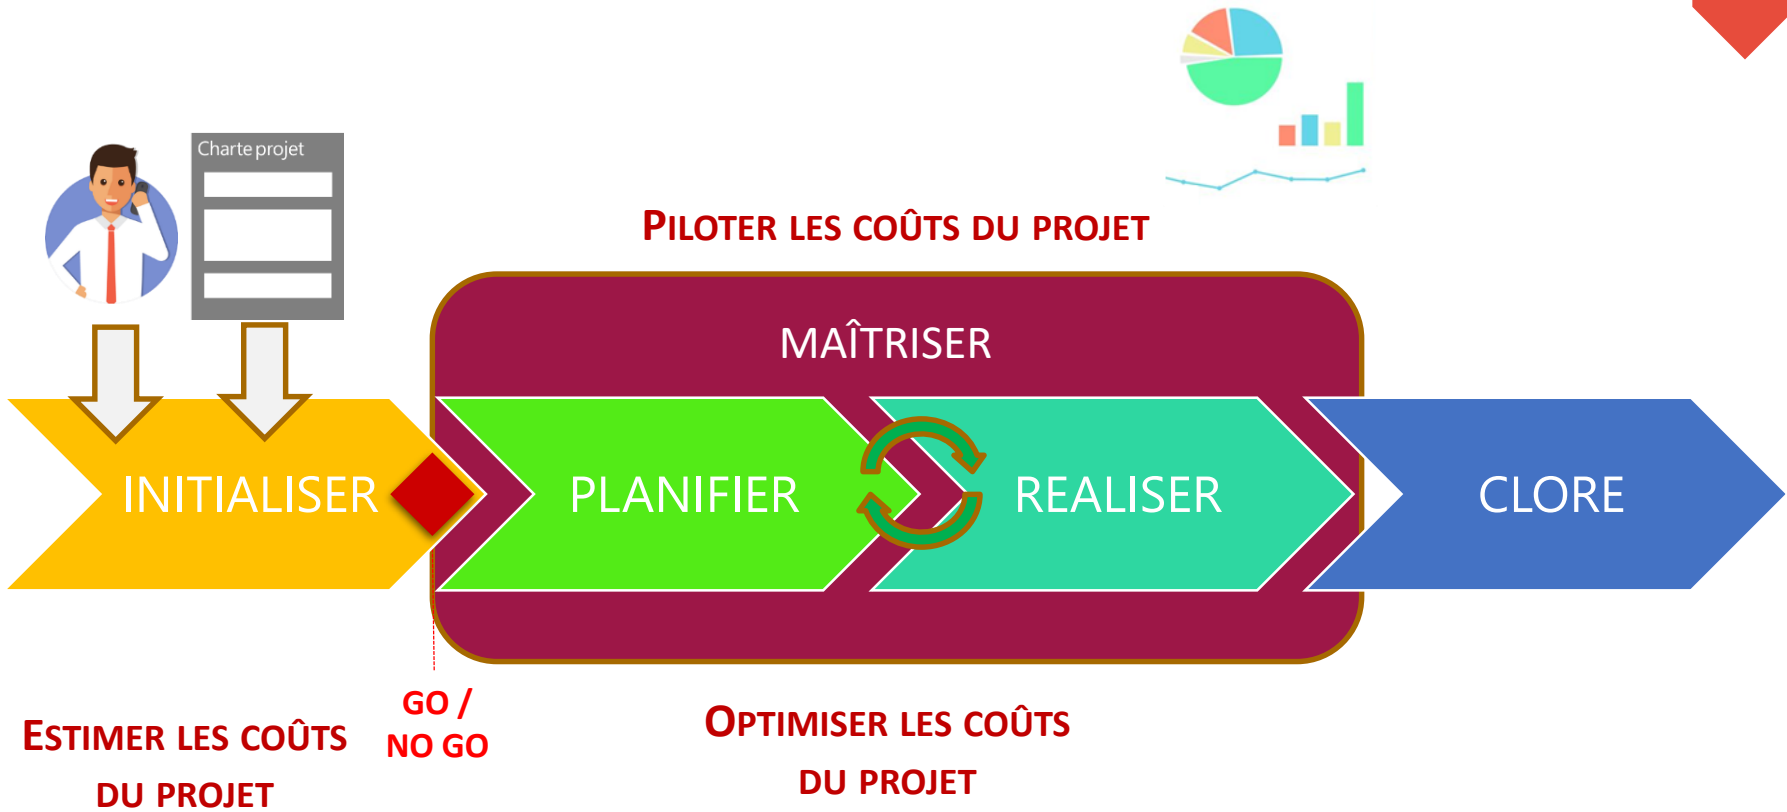 Charte projet
PILOTER LES COÛTS DU PROJET
MAÎTRISER
INITIALISER
PLANIFIER
REALISER
CLORE
GO /
NO GO
ESTIMER LES COÛTS
DU PROJET
OPTIMISER LES COÛTS
DU PROJET